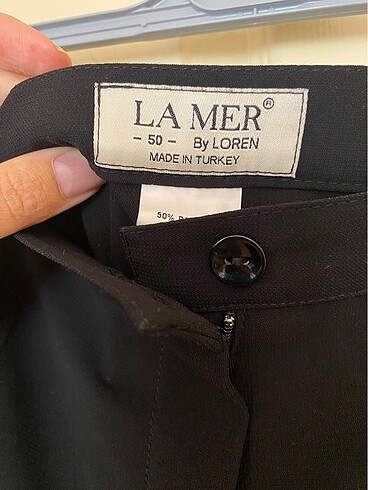 LA MER®
- 50 - By LOREN
MADE IN TURKEY
50%